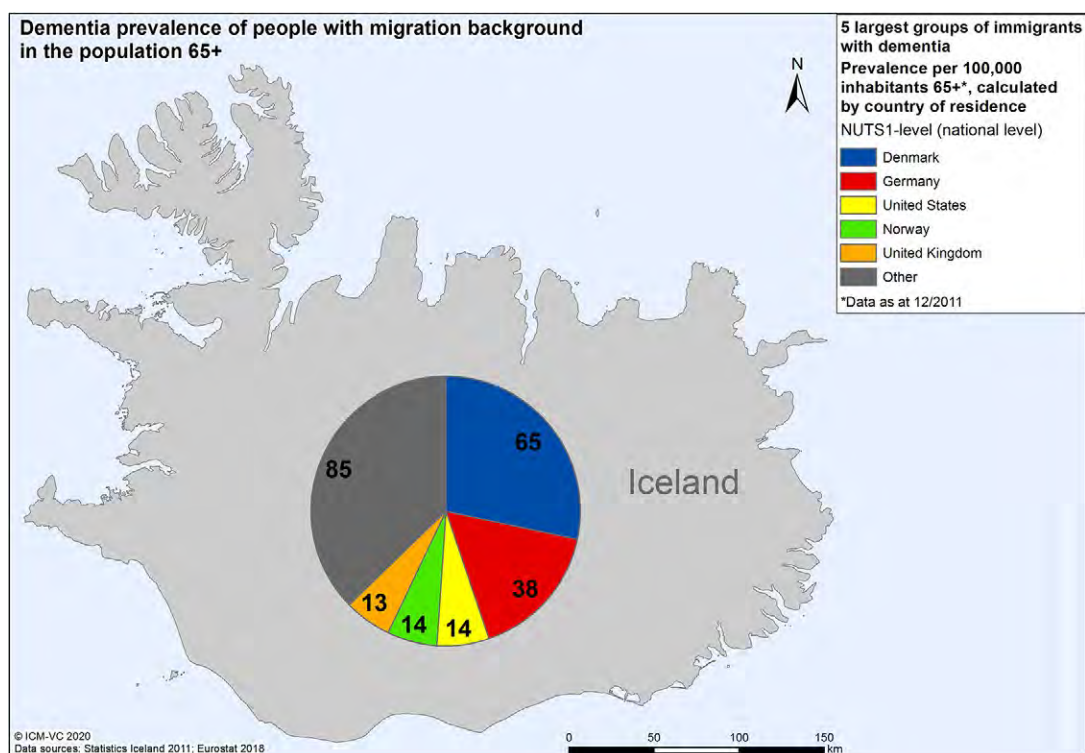 Dementia prevalence of people with migration background
in the population 65+
N
5 largest groups of immigrants
with dementia
Prevalence per 100,000
inhabitants 65+*, calculated
by country of residence
NUTS1-level (national level)
Denmark
Germany
United States
Norway
United Kingdom
Other
*Data as at 12/2011
65
85
Iceland
38
13
14
14
© ICM-VC 2020
Data sources: Statistics Iceland 2011; Eurostat 2018
0 50 100 150
km